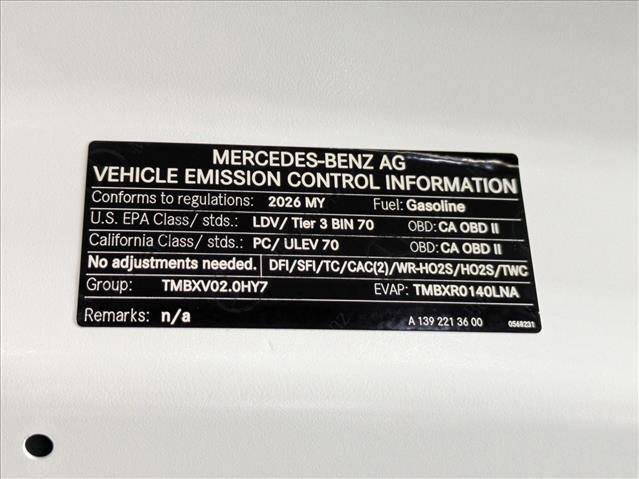 MERCEDES-BENZ AG
VEHICLE EMISSION CONTROL INFORMATION
Conforms to regulations: 2026 MY Fuel: Gasoline
U.S. EPA Class/ stds.: LDV/ Tier 3 BIN 70 OBD: CA OBD II
California Class/ stds.: PC/ ULEV 70 OBD: CA OBD II
No adjustments needed. DFI/SFI/TC/CAC(2)/WR-HO2S/HO2S/TWC
Group: TMBXV02.0HY7 EVAP: TMBXR0140LNA
Remarks: n/a A 139 221 36 00 0568231